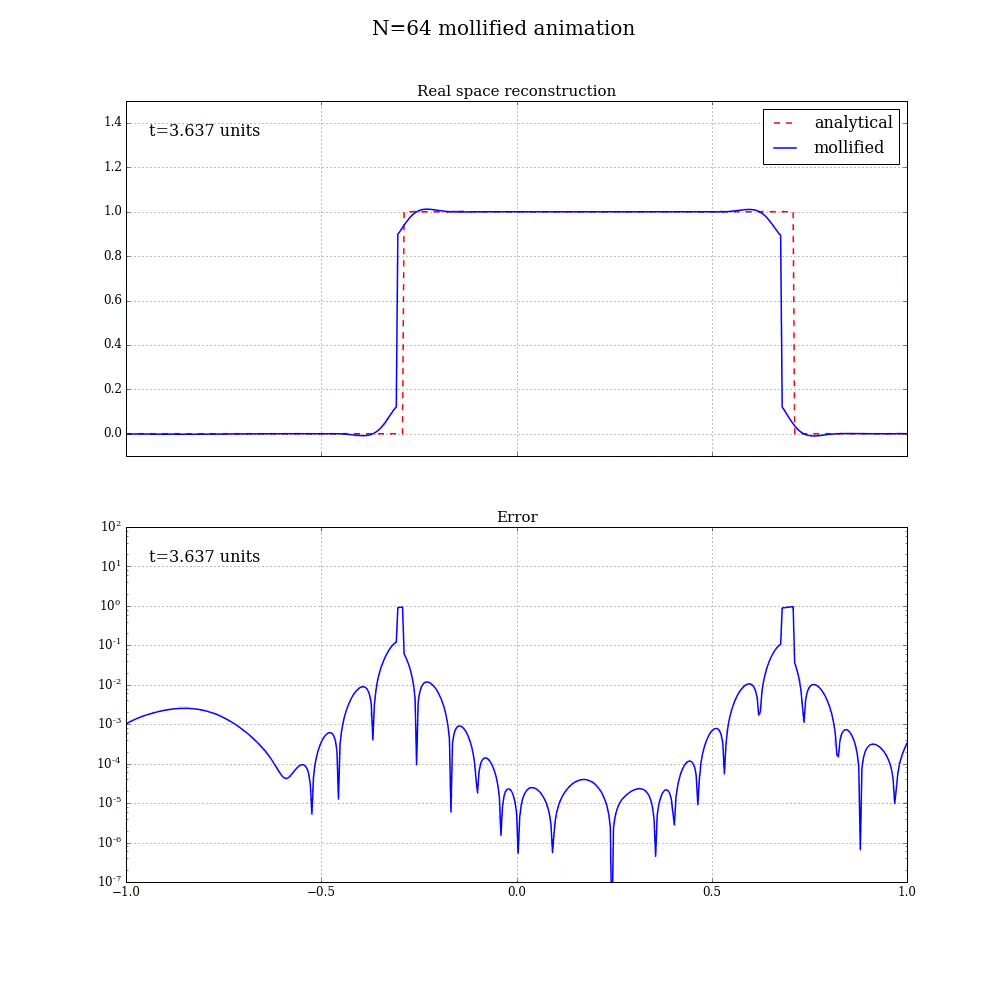 N=64 mollified animation
Real space reconstruction
t=3.637 units
analytical
mollified
1.4
1.2
1.0
0.8
0.6
0.4
0.2
0.0
Error
t=3.637 units
10²
10¹
10⁰
10⁻¹
10⁻²
10⁻³
10⁻⁴
10⁻⁵
10⁻⁶
10⁻⁷
−1.0 −0.5 0.0 0.5 1.0